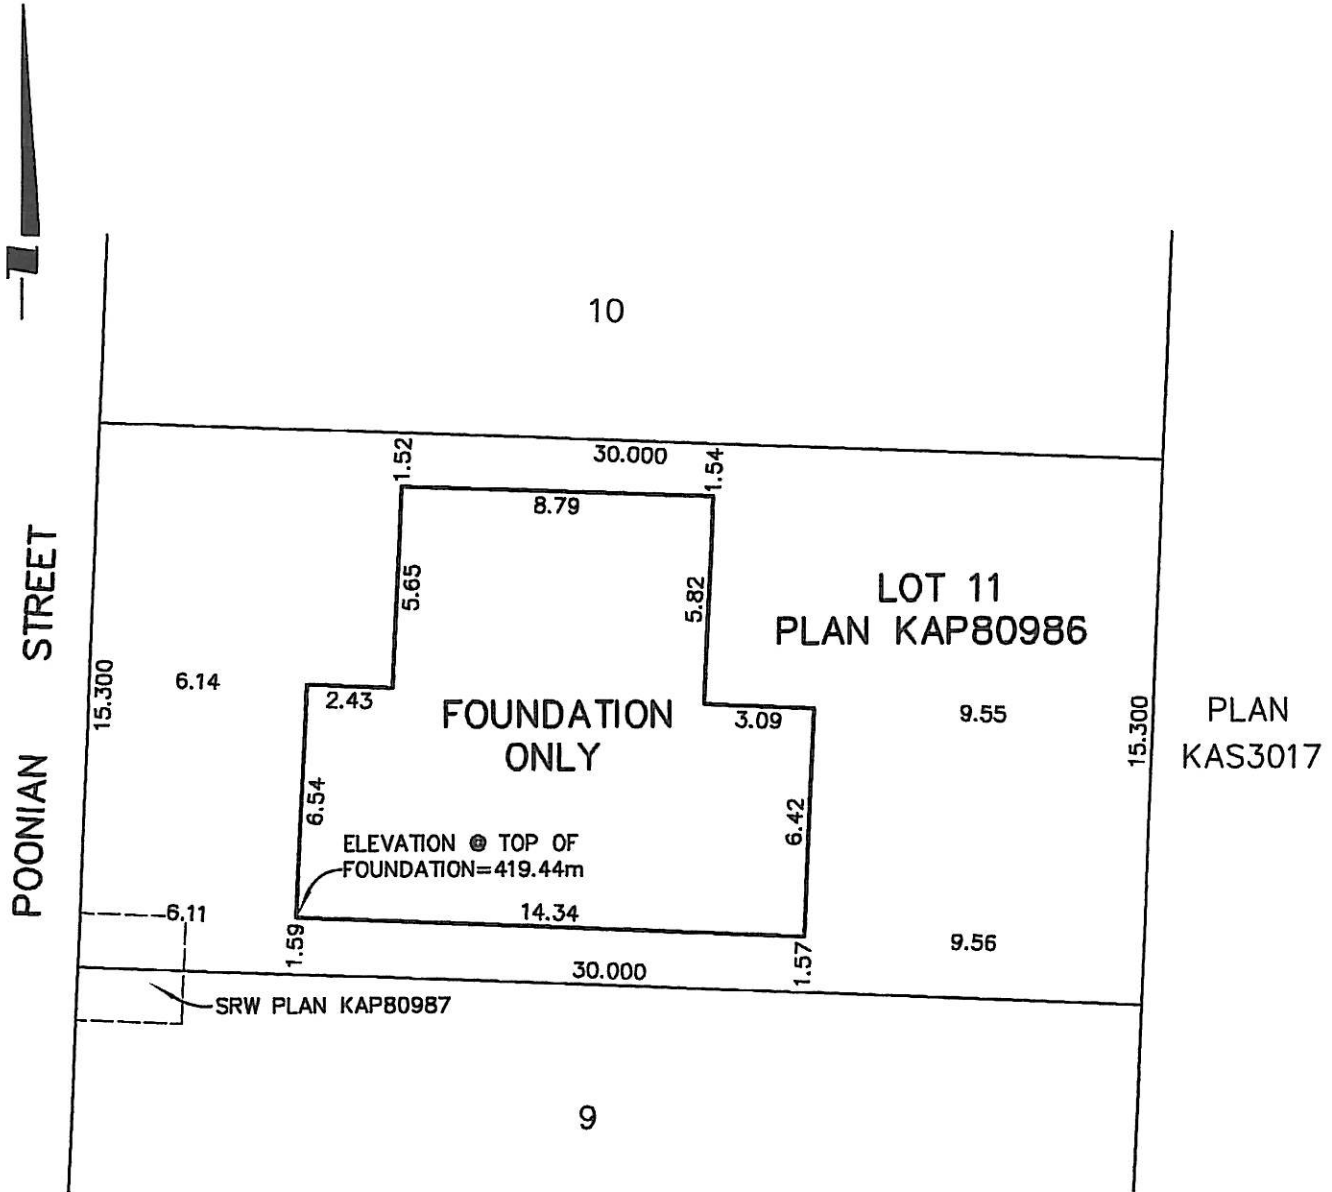 10
1.52
30.000
1.54
8.79
5.65
5.82
LOT 11
PLAN KAP80986
POONIAN STREET
15.300
6.14
2.43
FOUNDATION
ONLY
3.09
9.55
15.300
PLAN
KAS3017
6.54
6.42
ELEVATION @ TOP OF
FOUNDATION=419.44m
6.11
14.34
1.59
1.57
9.56
30.000
SRW PLAN KAP80987
9